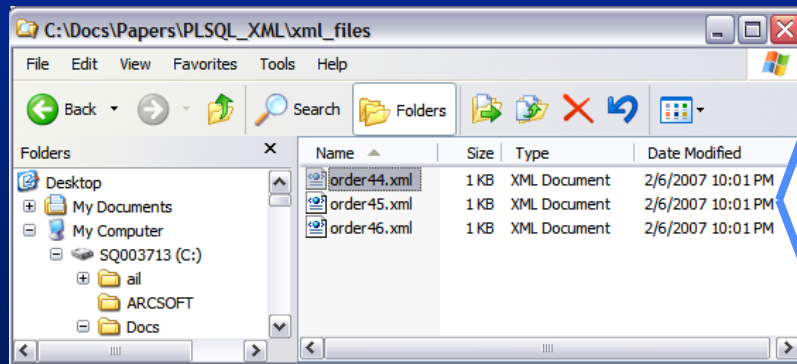 C:\Docs\Papers\PLSQL_XML\xml_files
File Edit View Favorites Tools Help
Back Search Folders
Folders
Desktop
My Documents
My Computer
SQ003713 (C:)
ail
ARCSOFT
Docs
Name Size Type Date Modified
order44.xml 1 KB XML Document 2/6/2007 10:01 PM
order45.xml 1 KB XML Document 2/6/2007 10:01 PM
order46.xml 1 KB XML Document 2/6/2007 10:01 PM